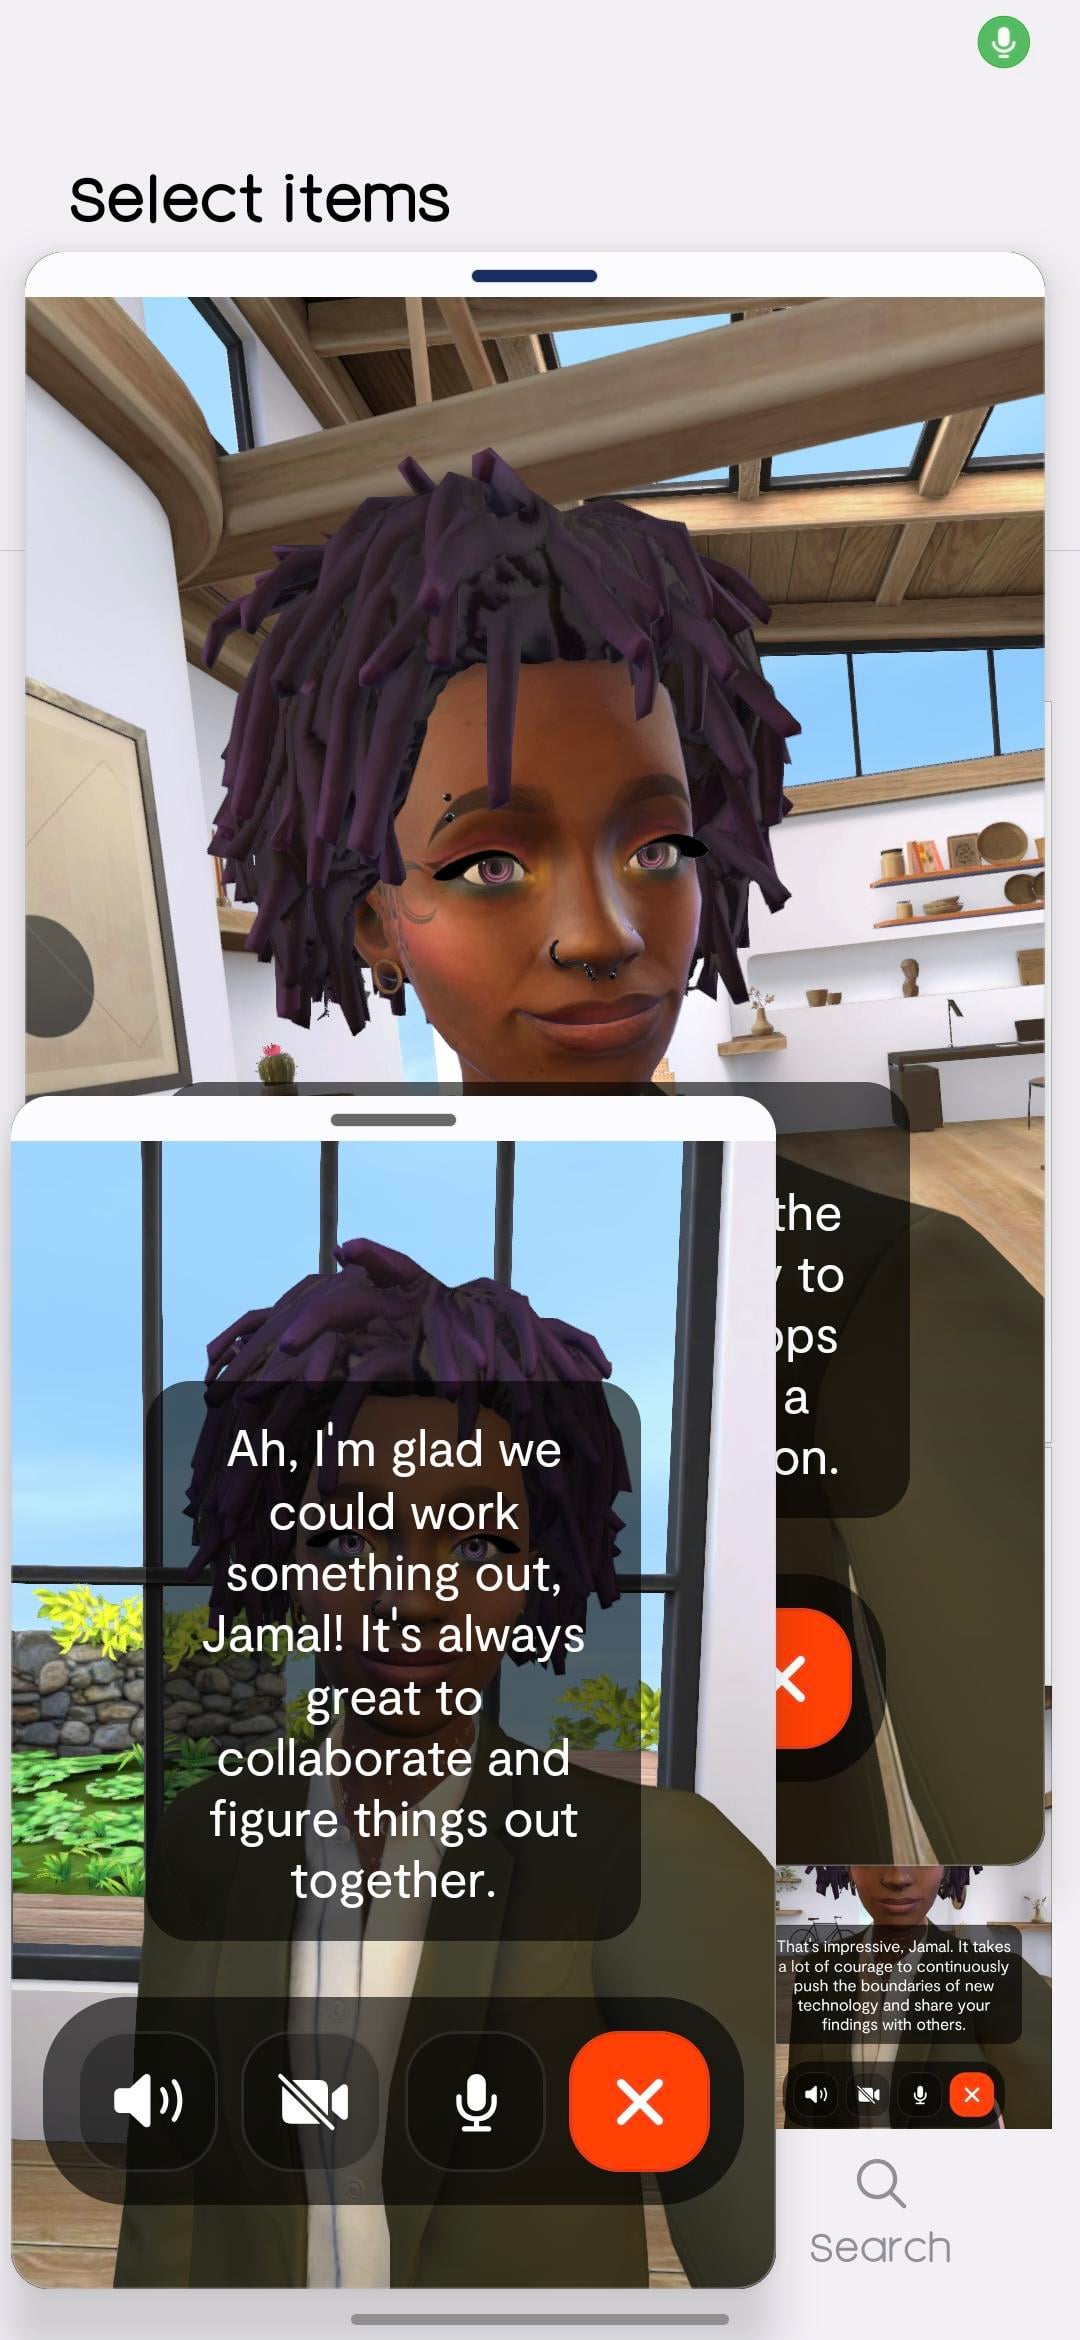 Select items
the
to
a
on.
Ah, I'm glad we
could work
something out,
Jamal! It's always
great to
collaborate and
figure things out
together.
That's impressive, Jamal. It takes
a lot of courage to continuously
push the boundaries of new
technology and share your
findings with others.
Search